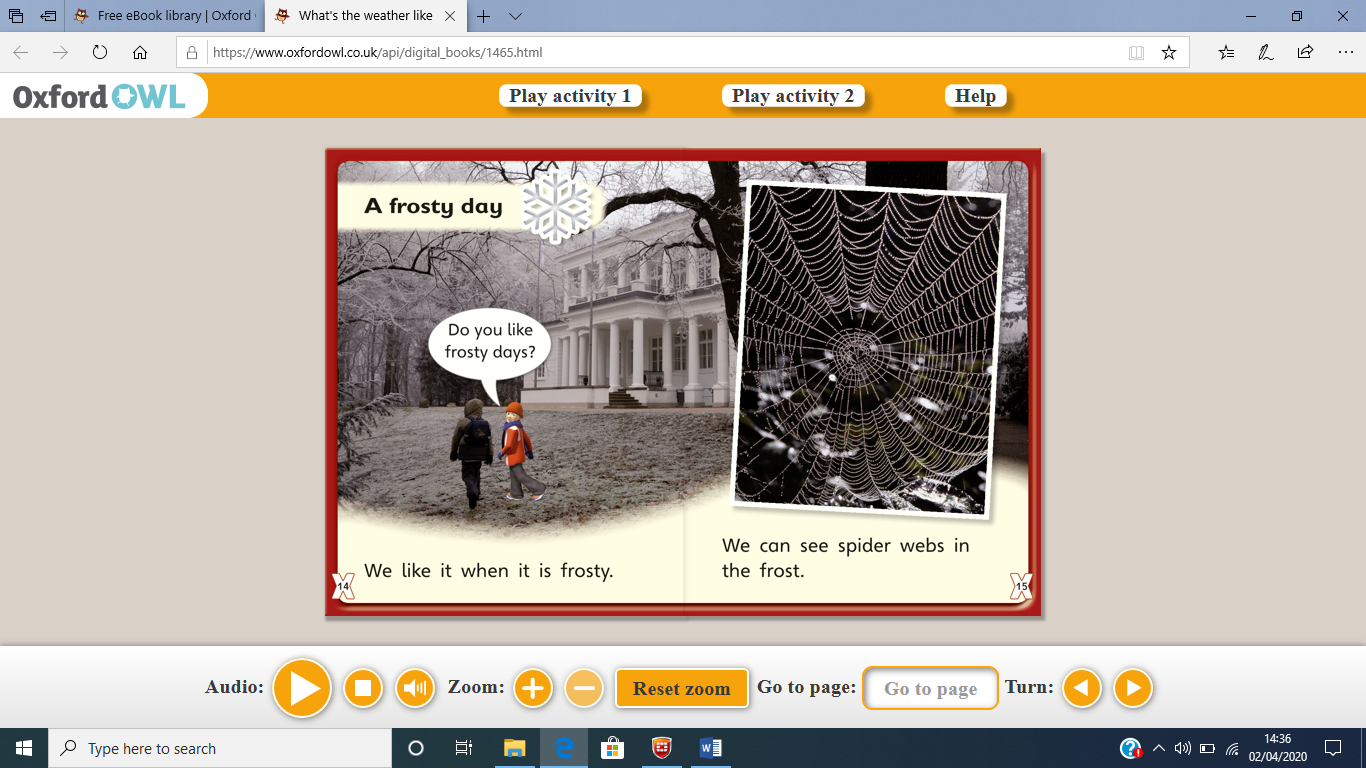 Free eBook library | Oxford
What's the weather like
https://www.oxfordowl.co.uk/api/digital_books/1465.html
Oxford OWL
Play activity 1
Play activity 2
Help
A frosty day
Do you like
frosty days?
We like it when it is frosty.
14
We can see spider webs in
the frost.
15
Audio:
Zoom:
Reset zoom
Go to page:
Go to page
Turn:
Type here to search
14:36
02/04/2020